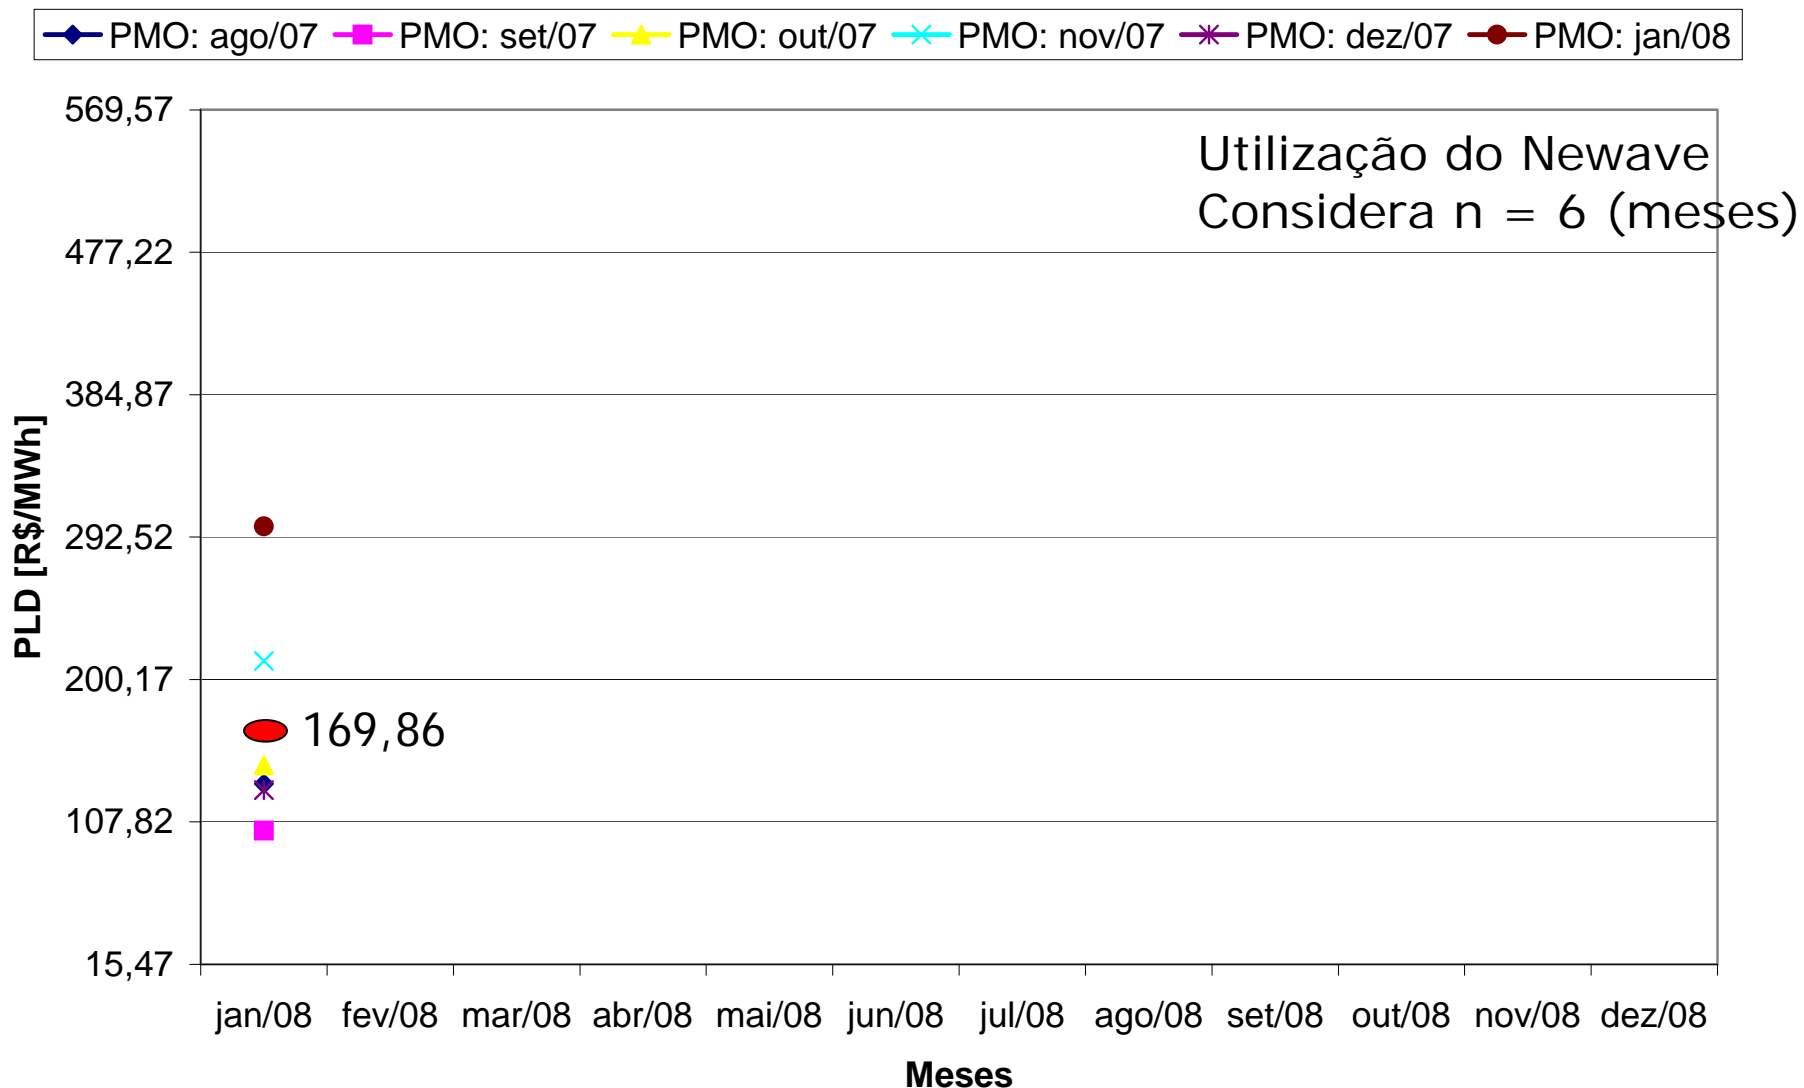 PMO: ago/07 PMO: set/07 PMO: out/07 PMO: nov/07 PMO: dez/07 PMO: jan/08
569,57
477,22
384,87
292,52
200,17
107,82
15,47
PLD [R$/MWh]
Utilização do Newave
Considera n = 6 (meses)
169,86
jan/08 fev/08 mar/08 abr/08 mai/08 jun/08 jul/08 ago/08 set/08 out/08 nov/08 dez/08
Meses